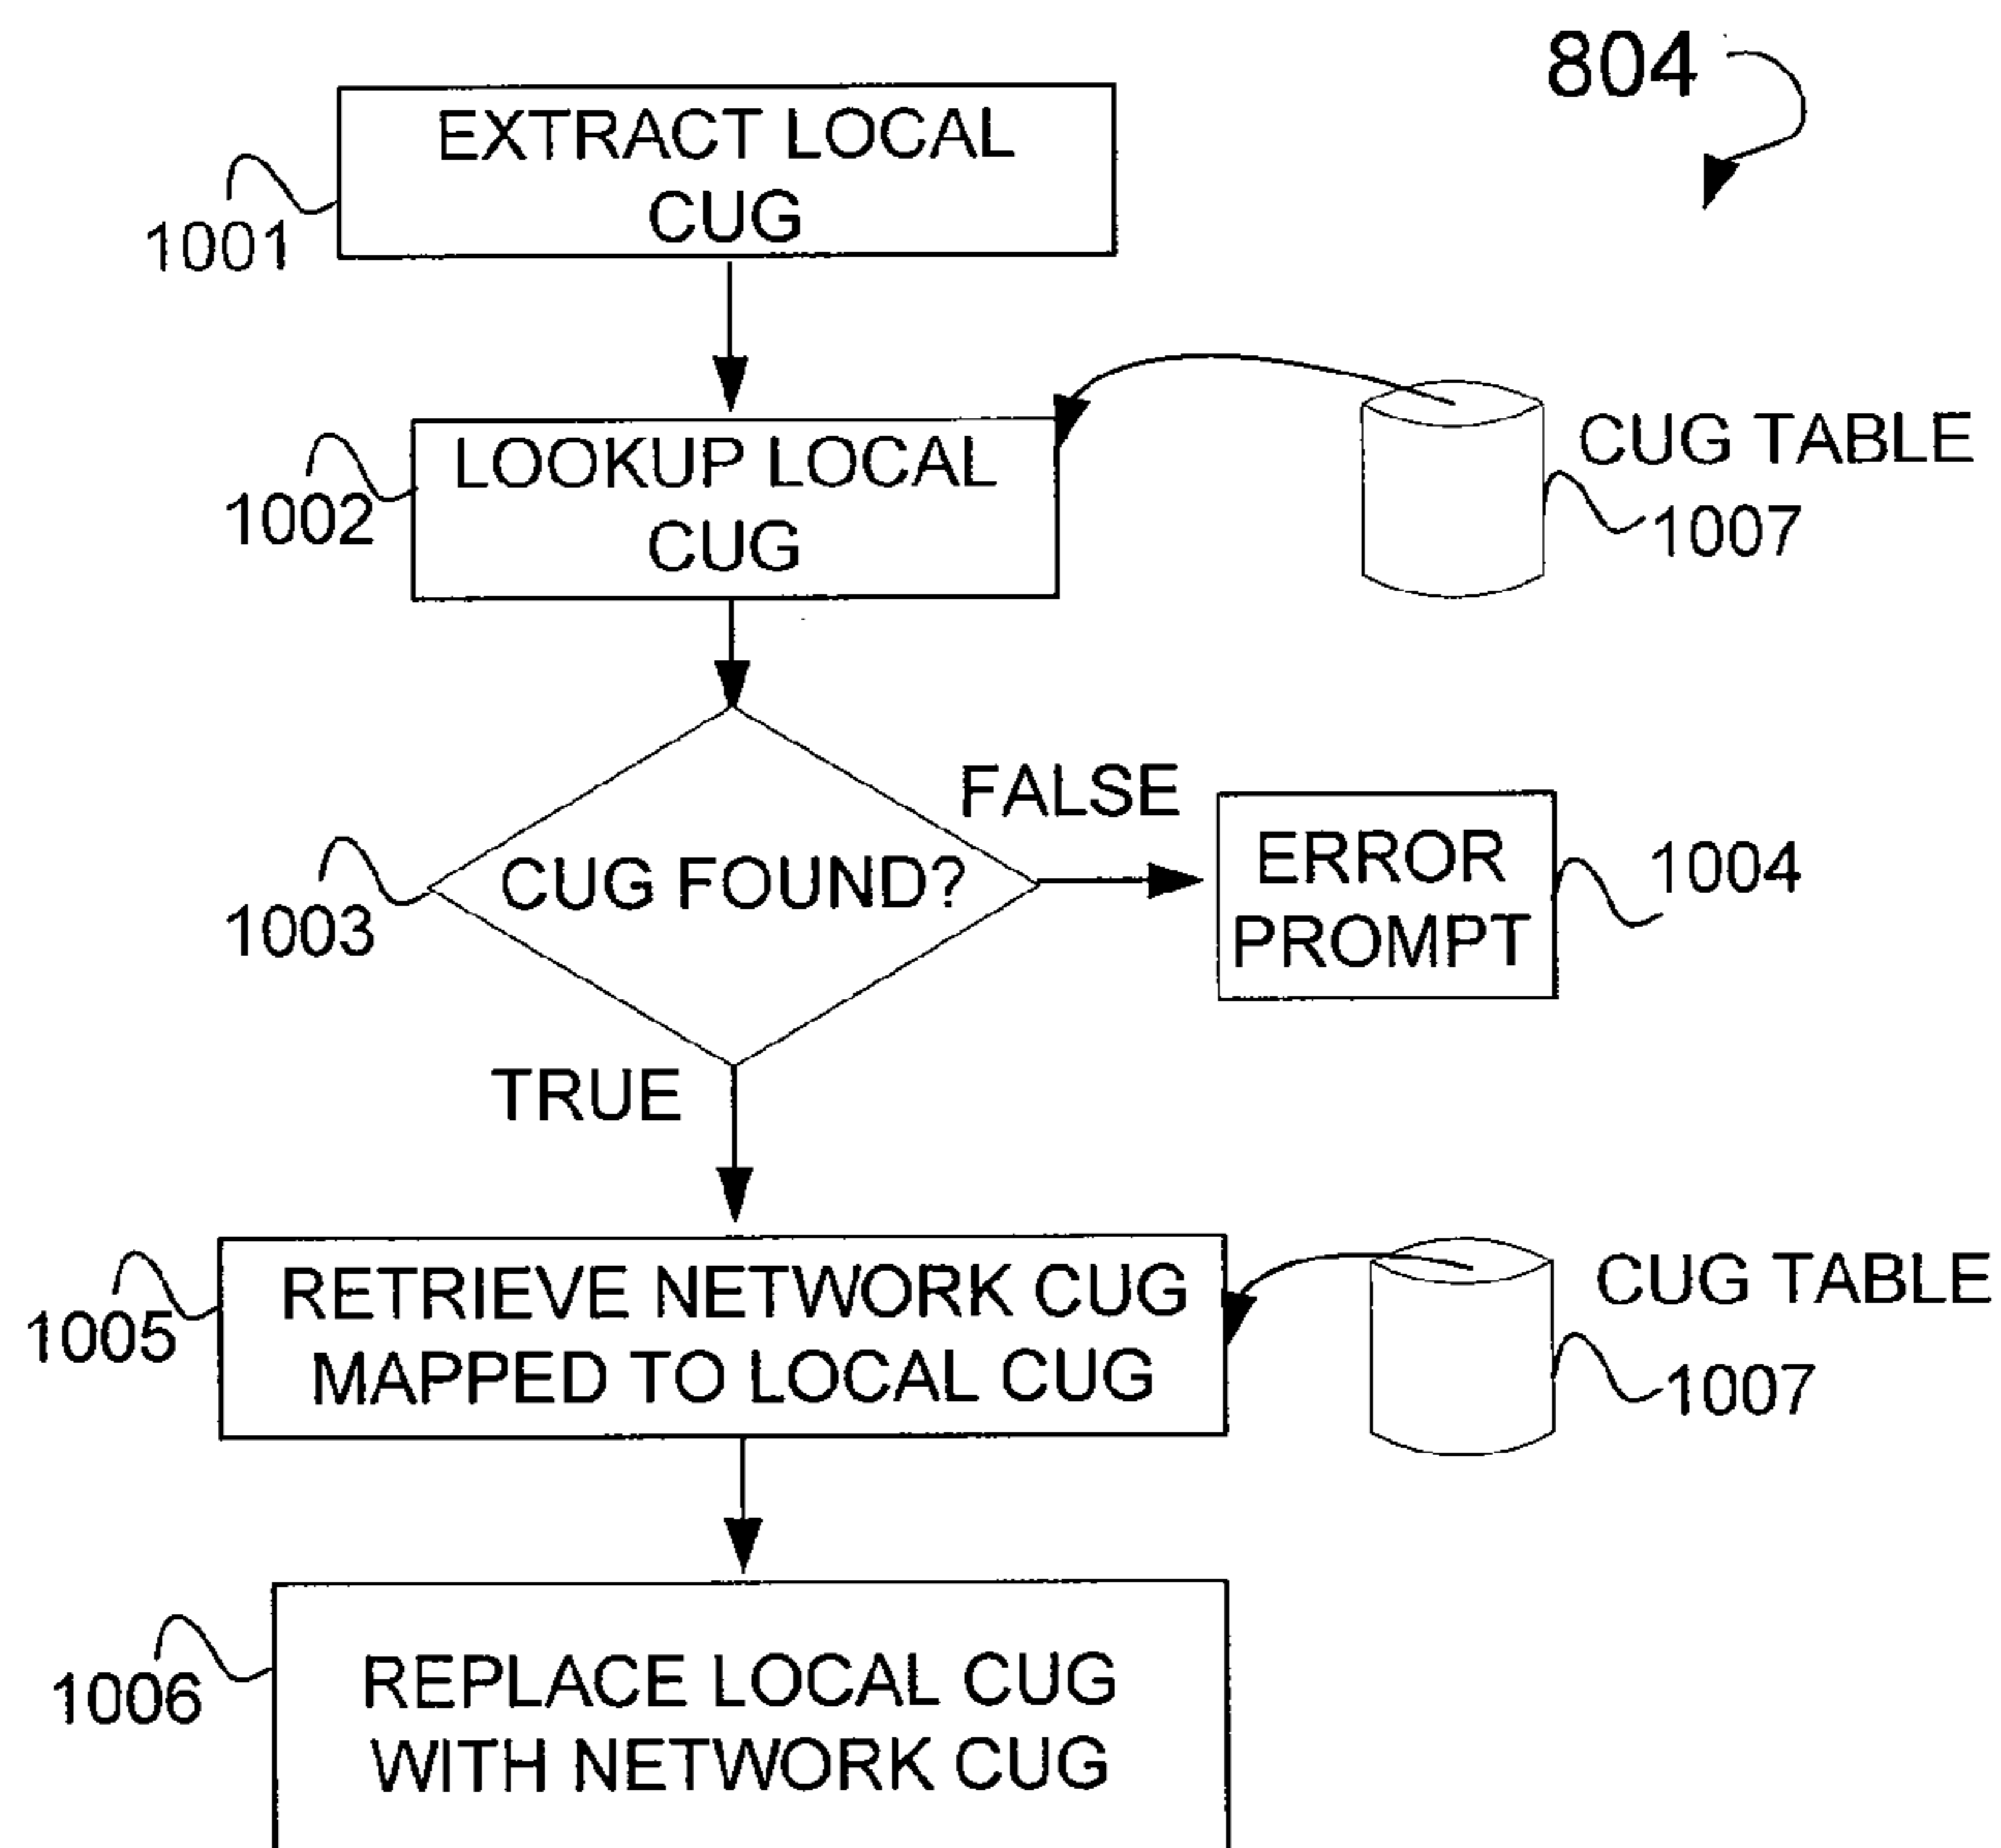 804
EXTRACT LOCAL
CUG
1001
LOOKUP LOCAL
CUG
1002
CUG TABLE
1007
CUG FOUND?
1003
FALSE
ERROR
PROMPT
1004
TRUE
RETRIEVE NETWORK CUG
MAPPED TO LOCAL CUG
1005
CUG TABLE
1007
REPLACE LOCAL CUG
WITH NETWORK CUG
1006